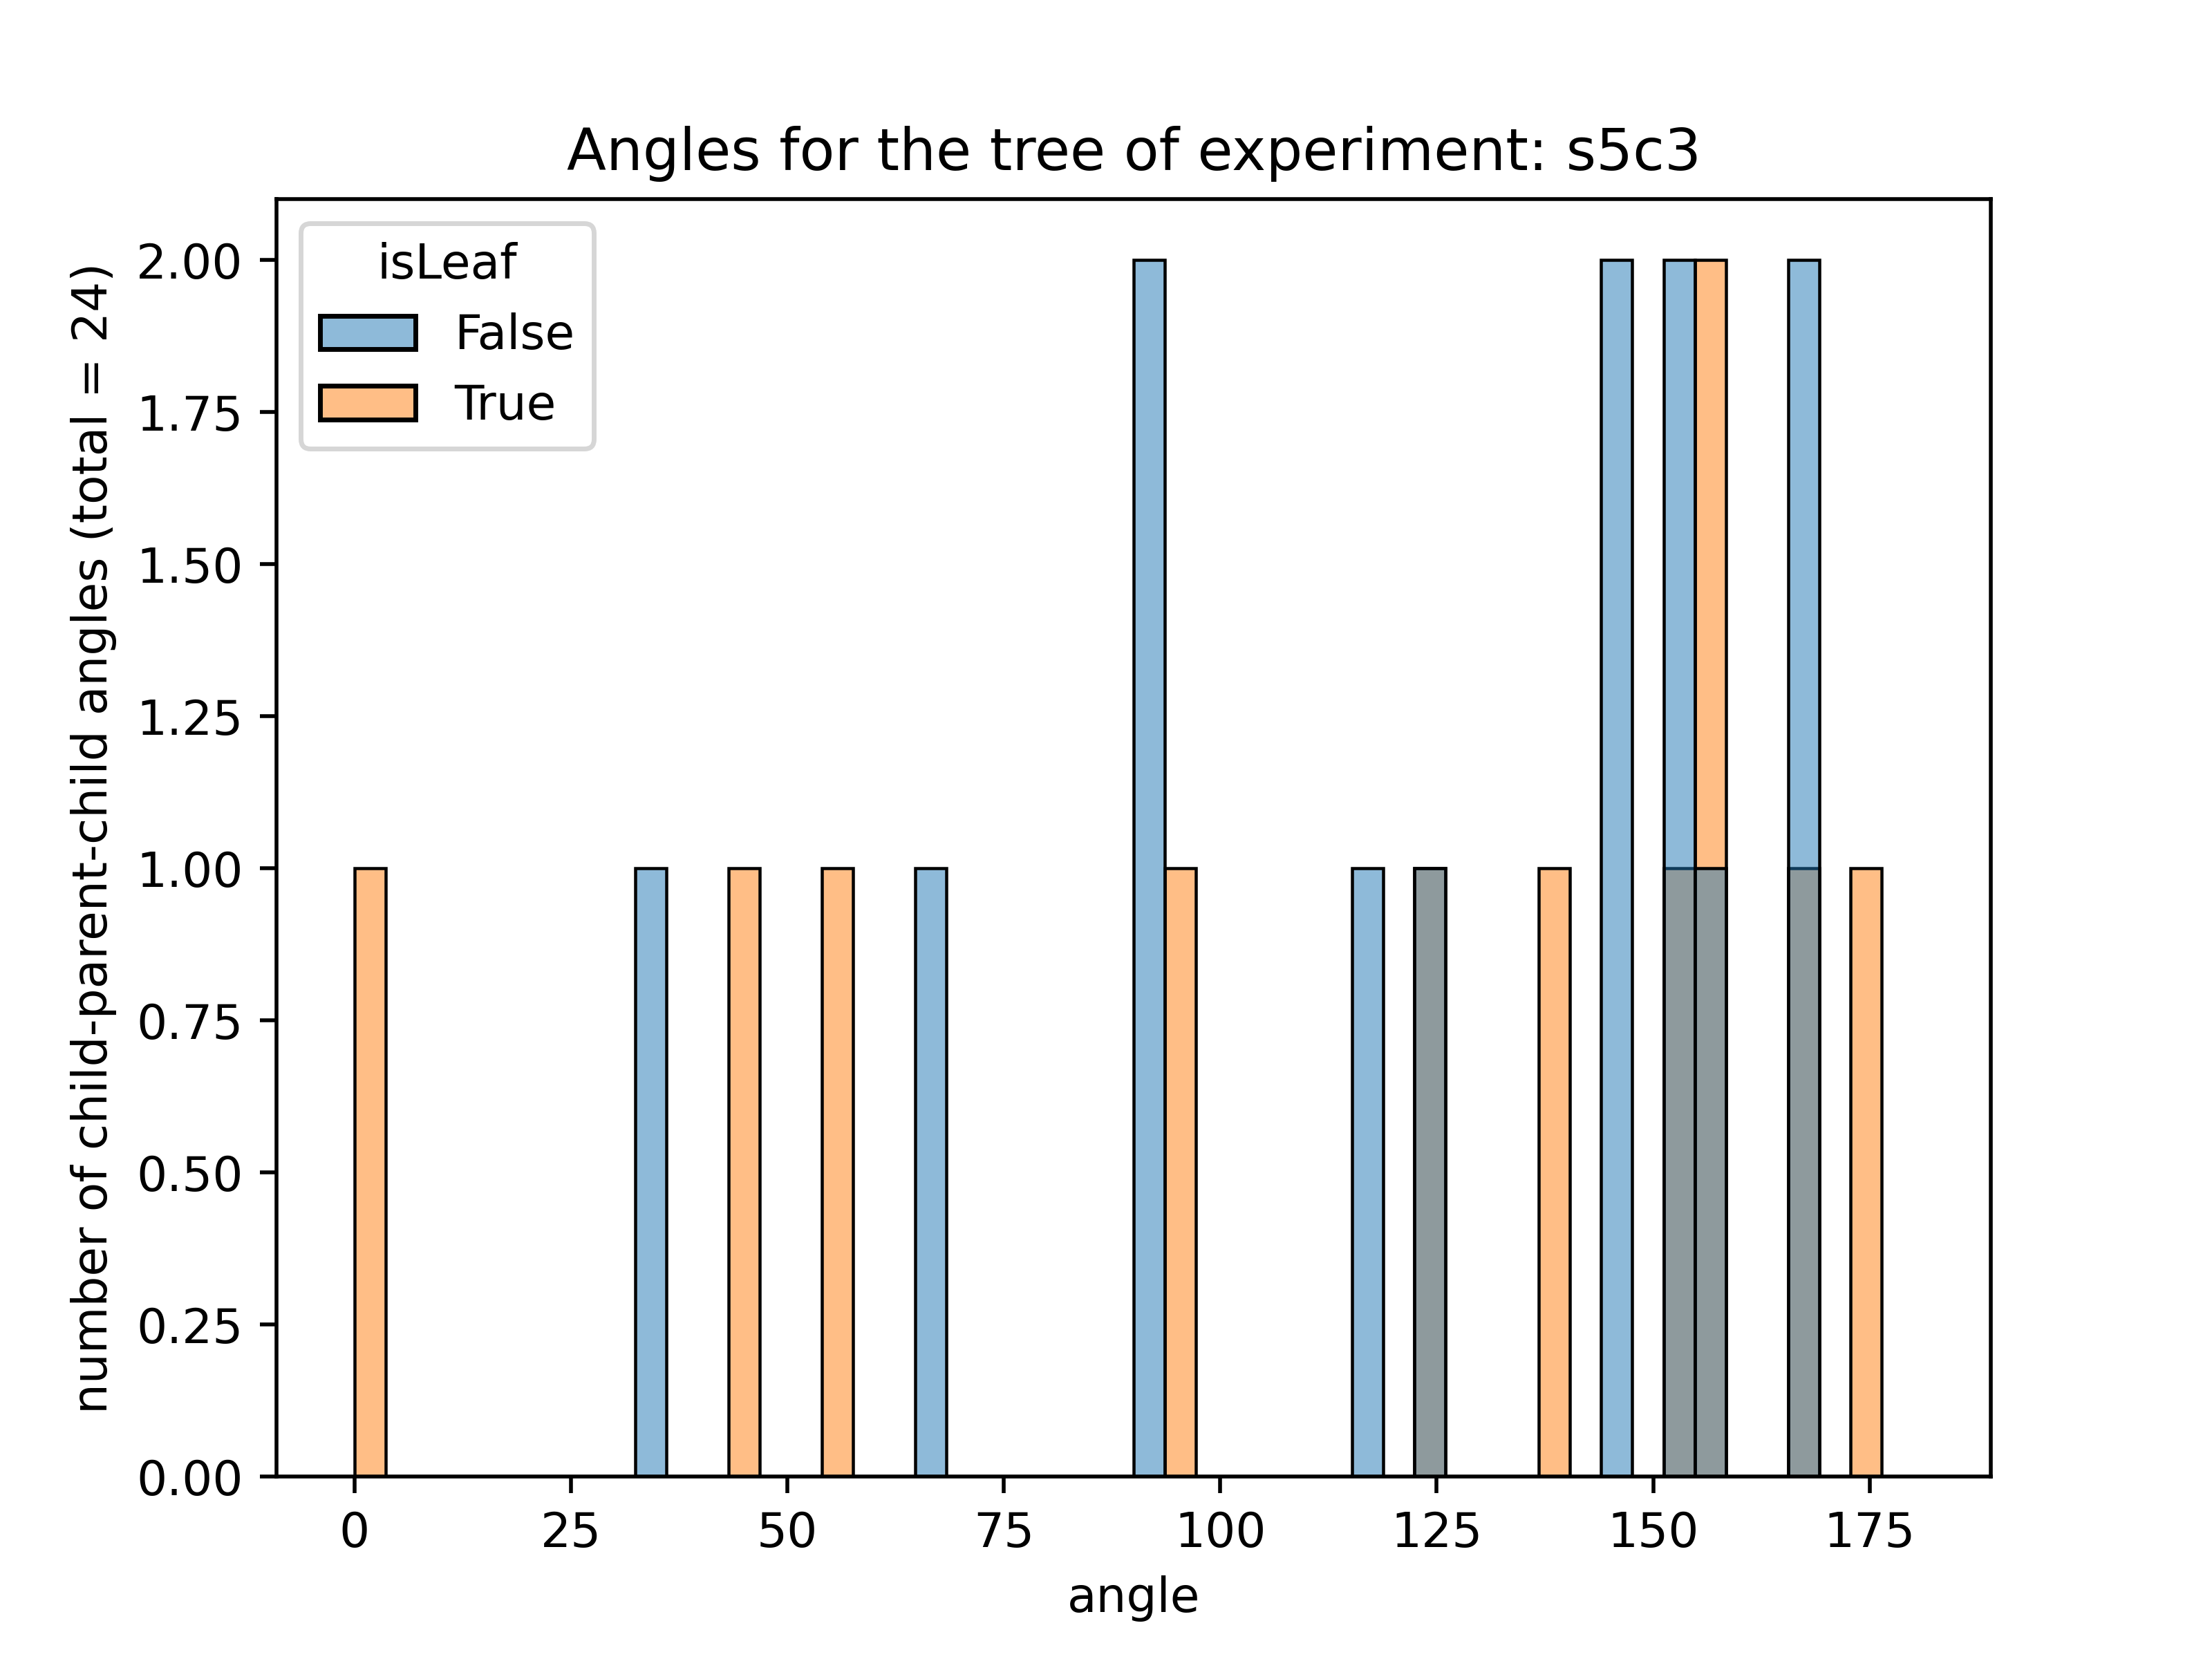 Angles for the tree of experiment: s5c3
isLeaf
False
True
number of child-parent-child angles (total = 24)
2.00
1.75
1.50
1.25
1.00
0.75
0.50
0.25
0.00
0 25 50 75 100 125 150 175
angle